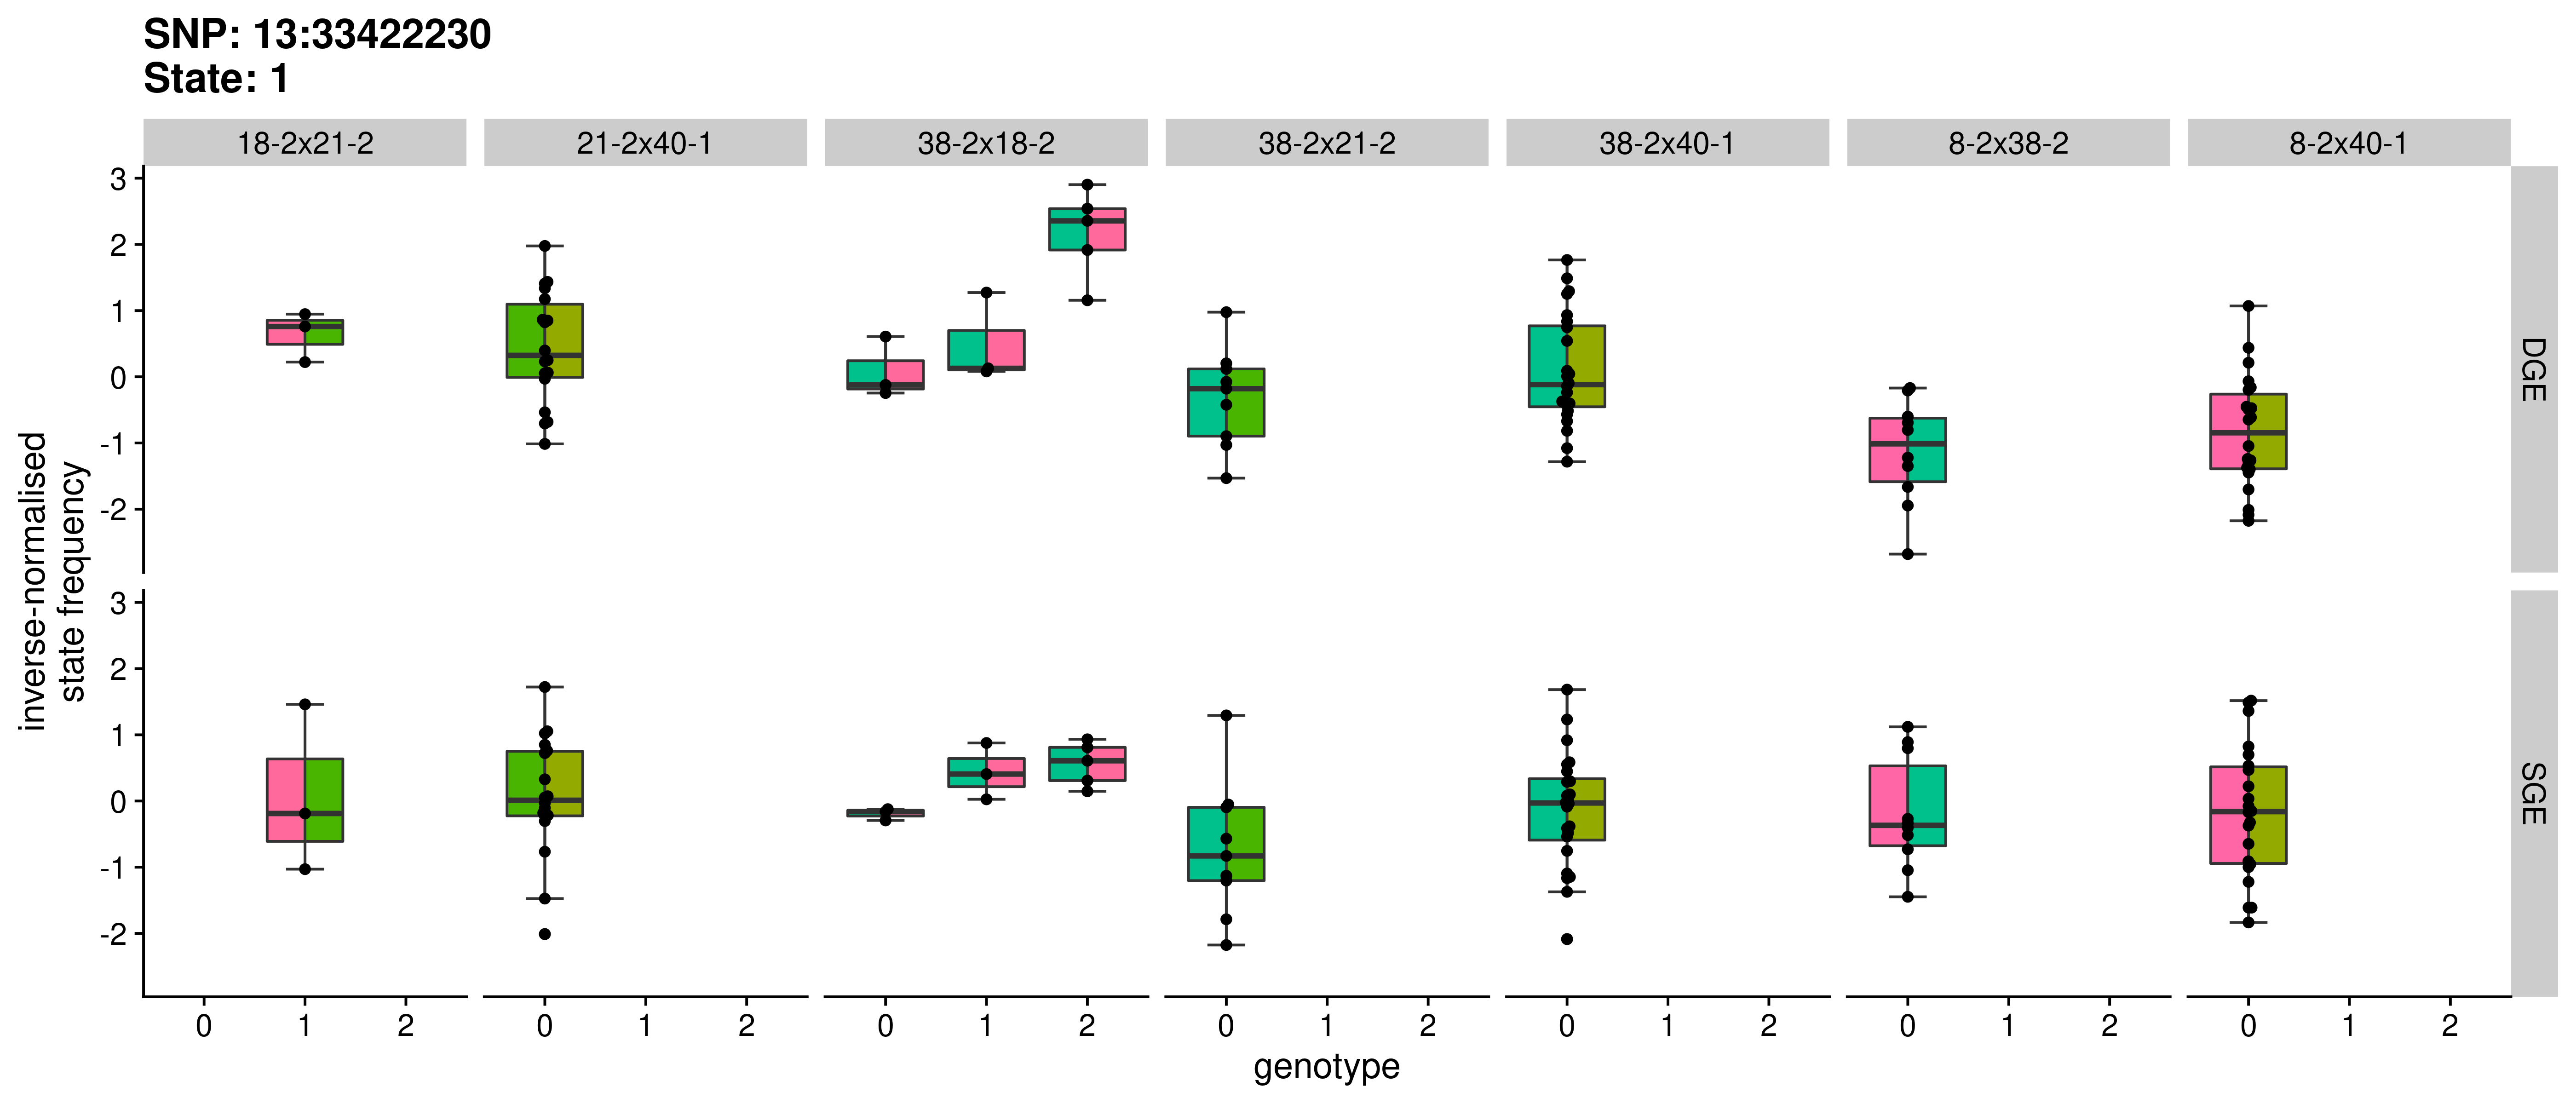 SNP: 13:33422230
State: 1
18-2x21-2 21-2x40-1 38-2x18-2 38-2x21-2 38-2x40-1 8-2x38-2 8-2x40-1
3
2
1
0
-1
-2
DGE
inverse-normalised
state frequency
3
2
1
0
-1
-2
SGE
0 1 2 0 1 2 0 1 2 0 1 2 0 1 2 0 1 2 0 1 2
genotype